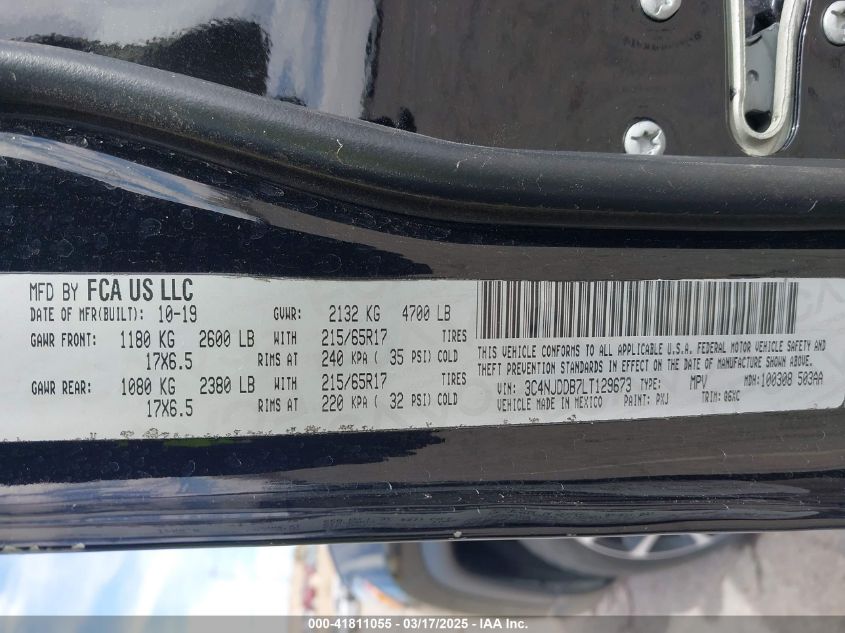 MFD BY FCA US LLC
DATE OF MFR(BUILT): 10-19 GVWR: 2132 KG 4700 LB
GAWR FRONT: 1180 KG 2600 LB WITH 215/65R17 TIRES
17X6.5 RIMS AT 240 KPA ( 35 PSI) COLD
GAWR REAR: 1080 KG 2380 LB WITH 215/65R17 TIRES
17X6.5 RIMS AT 220 KPA ( 32 PSI) COLD
THIS VEHICLE CONFORMS TO ALL APPLICABLE U.S.A. FEDERAL MOTOR VEHICLE SAFETY AND
THEFT PREVENTION STANDARDS IN EFFECT ON THE DATE OF MANUFACTURE SHOWN ABOVE.
VIN: 3C4NJDDB7LT129673 TYPE: MPV MDH:100308 503AA
VEHICLE MADE IN MEXICO PAINT: PXJ TRIM: Q6XC
000-41811055 - 03/17/2025 - IAAI.com